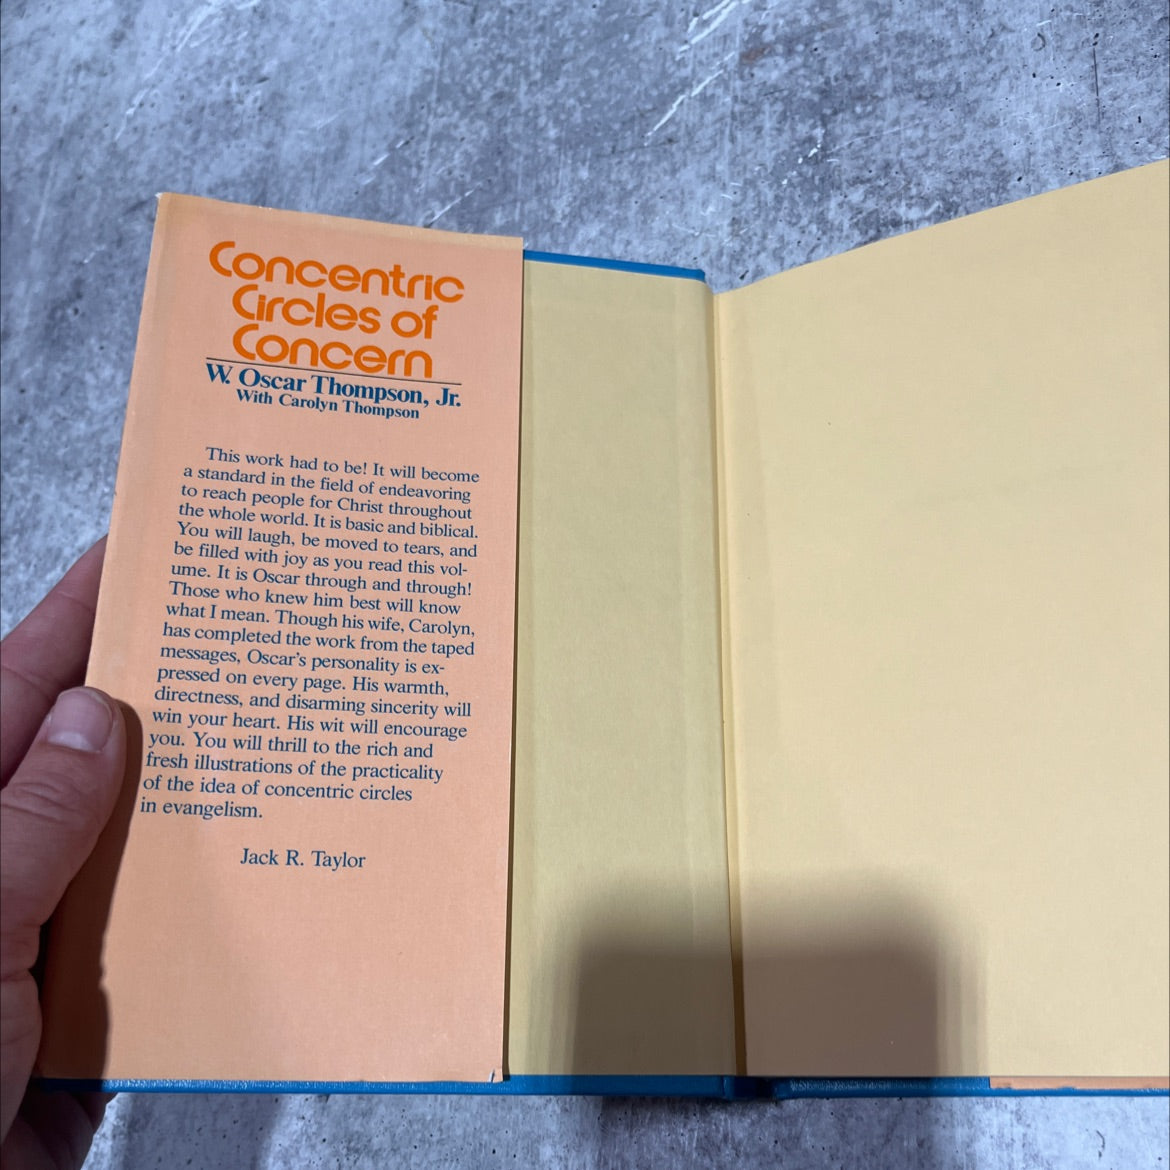 Concentric
Circles of
Concern
W. Oscar Thompson, Jr.
With Carolyn Thompson
This work had to be! It will become
a standard in the field of endeavoring
to reach people for Christ throughout
the whole world. It is basic and biblical.
You will laugh, be moved to tears, and
be filled with joy as you read this vol-
ume. It is Oscar through and through!
Those who knew him best will know
what I mean. Though his wife, Carolyn,
has completed the work from the taped
messages, Oscar's personality is ex-
pressed on every page. His warmth,
directness, and disarming sincerity will
win your heart. His wit will encourage
you. You will thrill to the rich and
fresh illustrations of the practicality
of the idea of concentric circles
in evangelism.
Jack R. Taylor